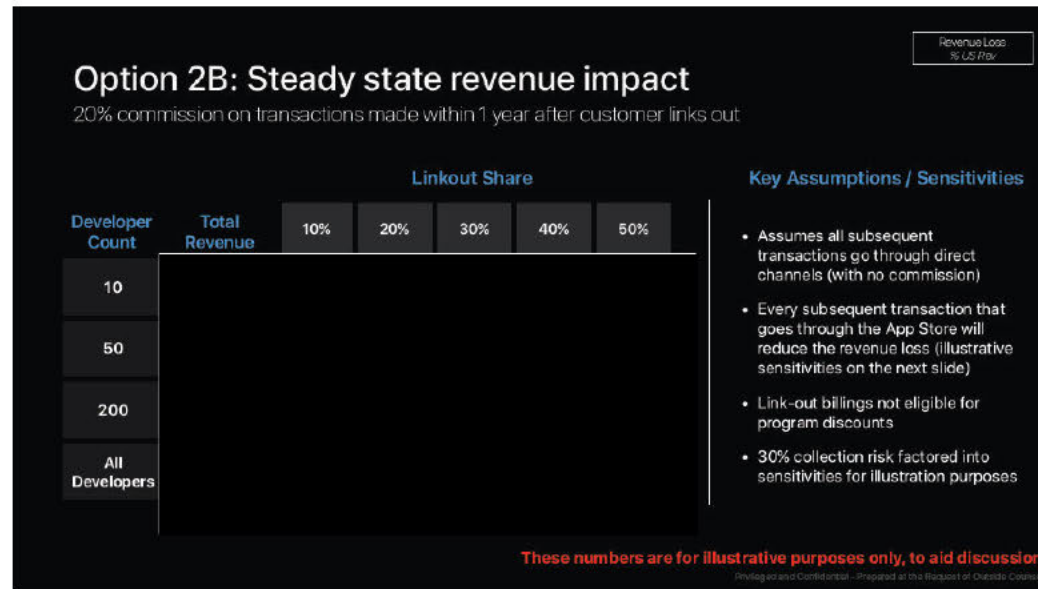 Revenue Loss
% US Rev
Option 2B: Steady state revenue impact
20% commission on transactions made within 1 year after customer links out
Linkout Share
Developer Count
Total Revenue
10% 20% 30% 40% 50%
10
50
200
All Developers
Key Assumptions / Sensitivities
• Assumes all subsequent
transactions go through direct
channels (with no commission)
• Every subsequent transaction that
goes through the App Store will
reduce the revenue loss (illustrative
sensitivities on the next slide)
• Link-out billings not eligible for
program discounts
• 30% collection risk factored into
sensitivities for illustration purposes
These numbers are for illustrative purposes only, to aid discussion
Privileged and Confidential - Prepared at the Request of Outside Couns